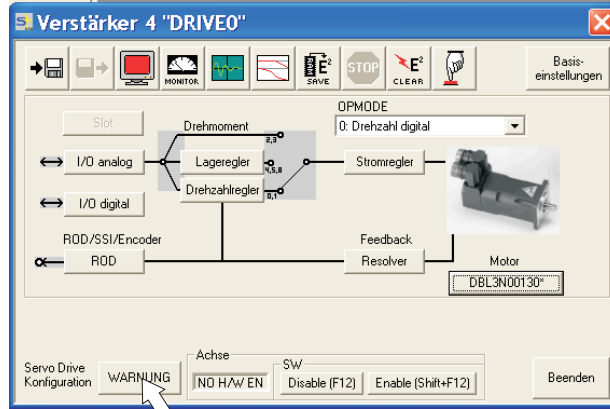 Verstärker 4 "DRIVE0"
MONITOR
E²
SAVE
STOP
E²
CLEAR
Basis-
einstellungen
OPMODE
Slot
Drehmoment
0: Drehzahl digital
2,3
I/O analog
Lageregler
4,5,8
Stromregler
Drehzahlregler
0,1
I/O digital
ROD/SSI/Encoder
Feedback
ROD
Resolver
Motor
DBL3N00130*
Achse
SW
Servo Drive
Konfiguration
WARNUNG
NO H/W EN
Disable (F12)
Enable (Shift+F12)
Beenden